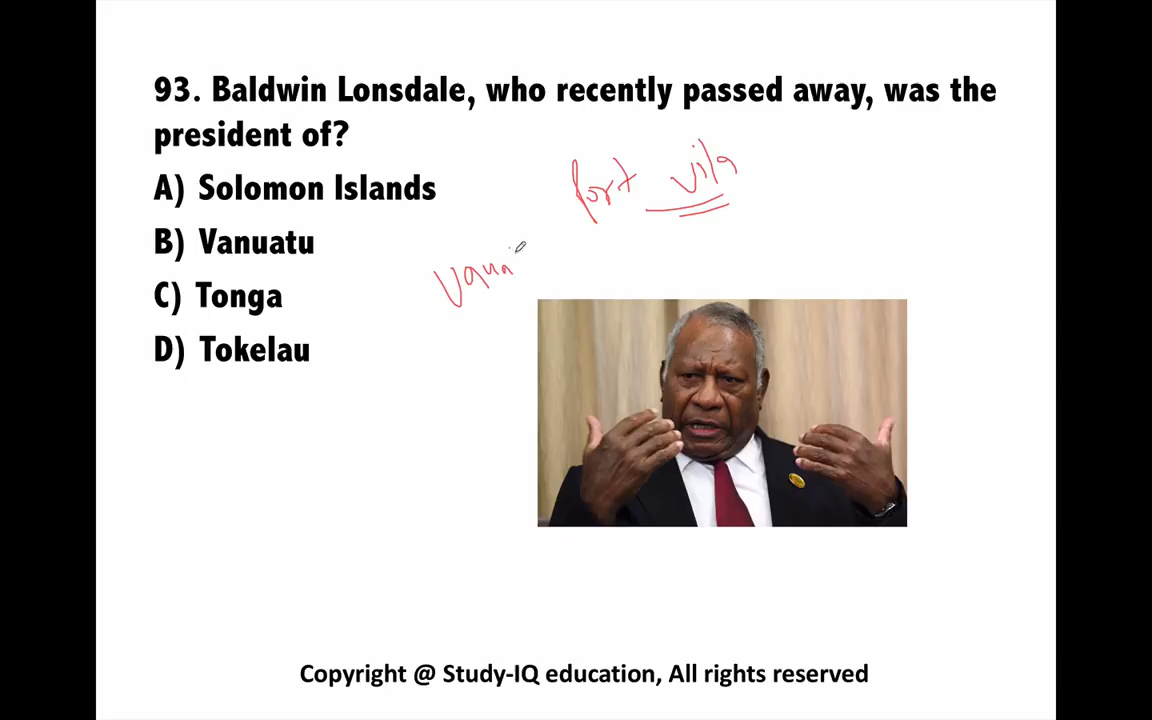 93. Baldwin Lonsdale, who recently passed away, was the
president of?
A) Solomon Islands
B) Vanuatu
C) Tonga
D) Tokelau
Port Vila
Copyright @ Study-IQ education, All rights reserved